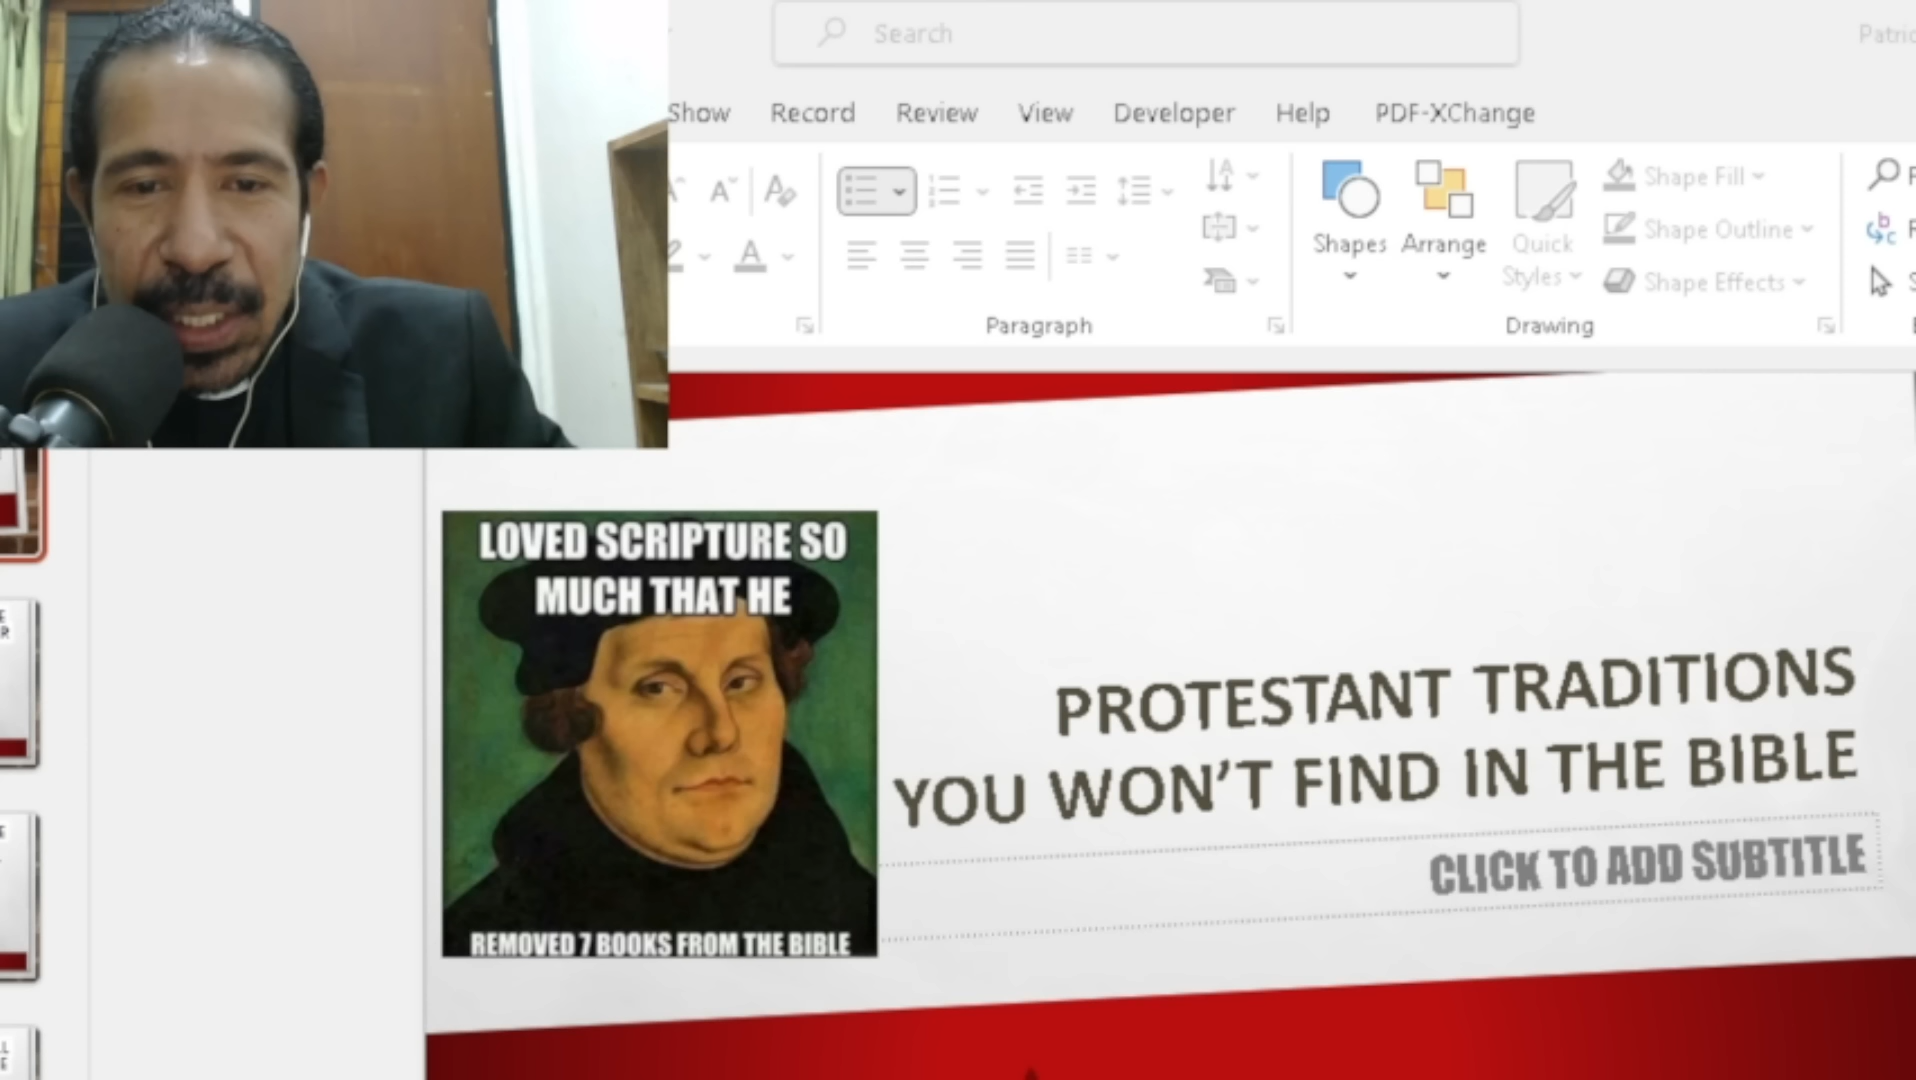 Search
Patric
Show Record Review View Developer Help PDF-XChange
Shapes Arrange Quick Styles
Shape Fill
Shape Outline
Shape Effects
Paragraph
Drawing
LOVED SCRIPTURE SO
MUCH THAT HE
REMOVED 7 BOOKS FROM THE BIBLE
PROTESTANT TRADITIONS
YOU WON'T FIND IN THE BIBLE
CLICK TO ADD SUBTITLE